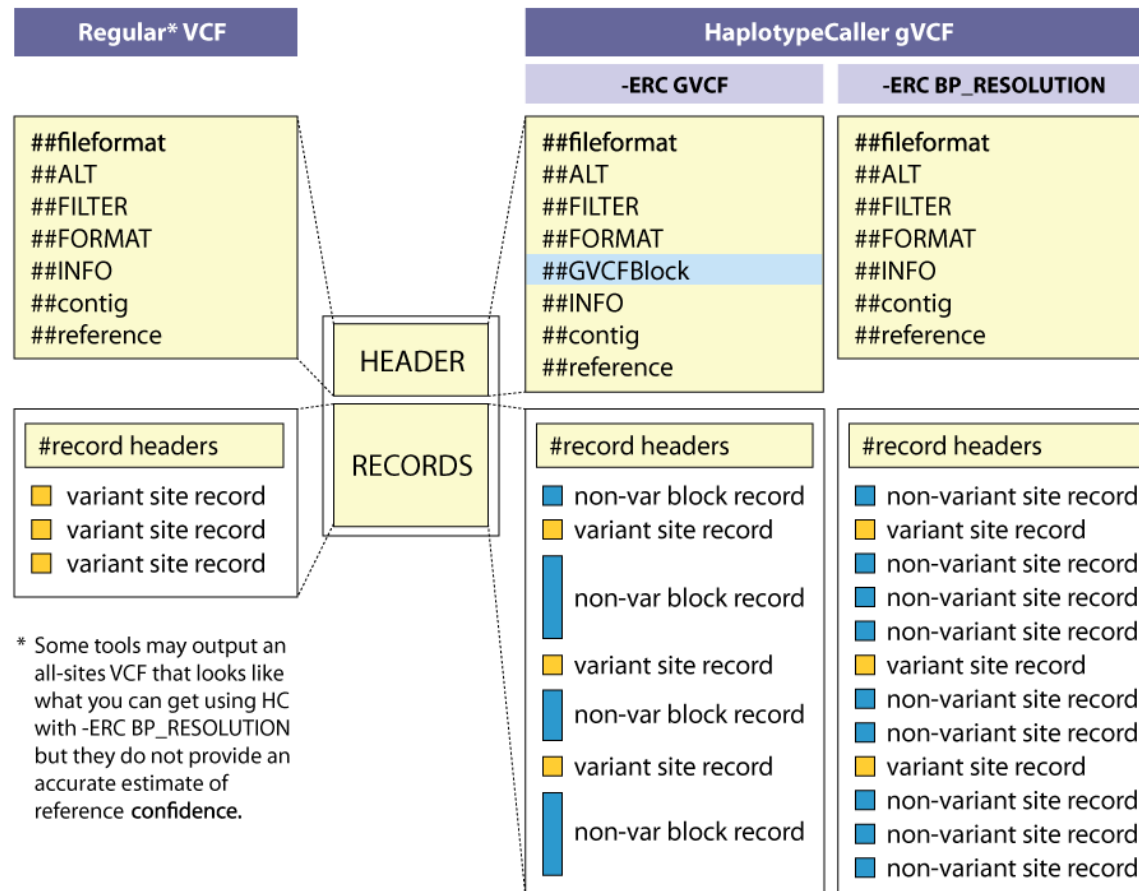 Regular* VCF
##fileformat
##ALT
##FILTER
##FORMAT
##INFO
##contig
##reference
#record headers
variant site record
variant site record
variant site record
* Some tools may output an
all-sites VCF that looks like
what you can get using HC
with -ERC BP_RESOLUTION
but they do not provide an
accurate estimate of
reference confidence.
HEADER
RECORDS
HaplotypeCaller gVCF
-ERC GVCF
##fileformat
##ALT
##FILTER
##FORMAT
##GVCFBlock
##INFO
##contig
##reference
#record headers
non-var block record
variant site record
non-var block record
variant site record
non-var block record
variant site record
non-var block record
-ERC BP_RESOLUTION
##fileformat
##ALT
##FILTER
##FORMAT
##INFO
##contig
##reference
#record headers
non-variant site record
variant site record
non-variant site record
non-variant site record
non-variant site record
variant site record
non-variant site record
non-variant site record
variant site record
non-variant site record
non-variant site record
non-variant site record